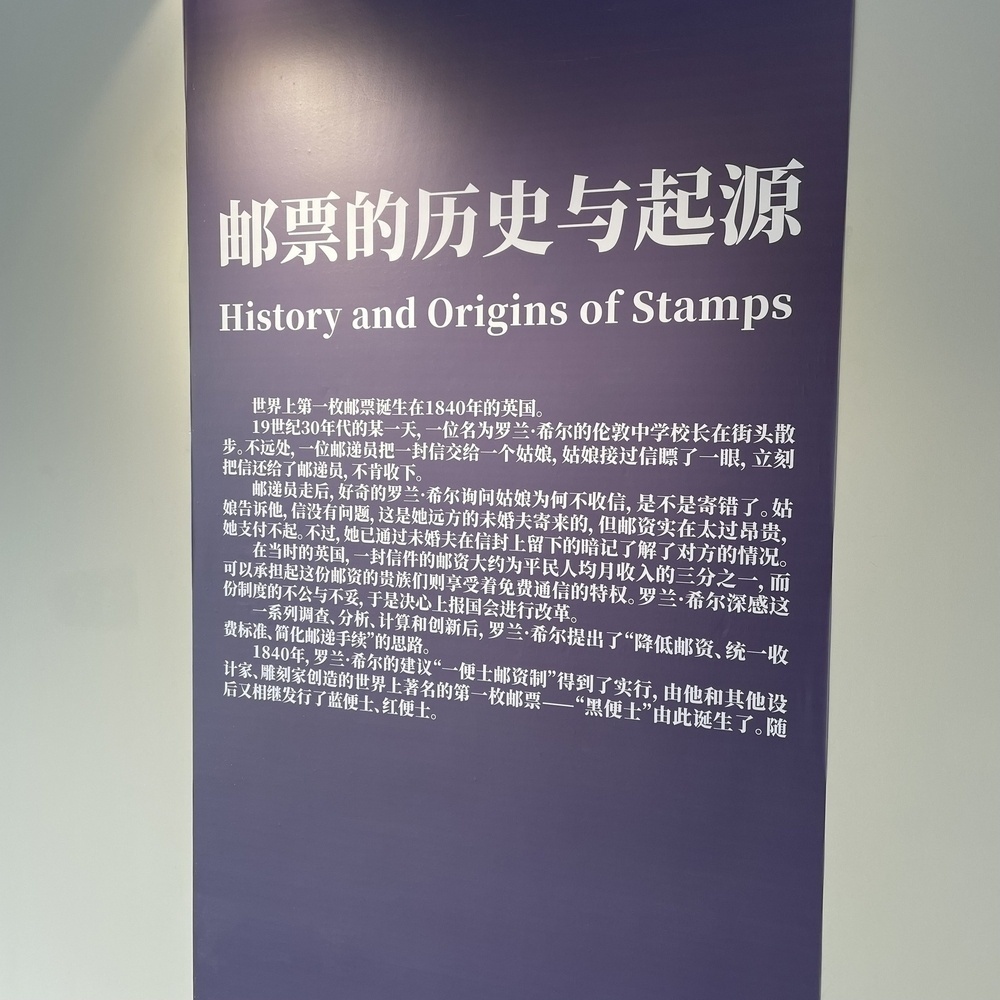 邮票的历史与起源
History and Origins of Stamps
世界上第一枚邮票诞生在1840年的英国。
19世纪30年代的某一天, 一位名为罗兰·希尔的伦敦中学校长在街头散
步。不远处, 一位邮递员把一封信交给一个姑娘, 姑娘接过信瞟了一眼, 立刻
把信还给了邮递员, 不肯收下。
邮递员走后, 好奇的罗兰·希尔询问姑娘为何不收信, 是不是寄错了。姑
娘告诉他, 信没有问题, 这是她远方的未婚夫寄来的, 但邮资实在太过昂贵,
她支付不起。不过, 她已通过未婚夫在信封上留下的暗记了解了对方的情况。
在当时的英国, 一封信件的邮资大约为平民人均月收入的三分之一, 而
可以承担起这份邮资的贵族们则享受着免费通信的特权。罗兰·希尔深感这
份制度的不公与不妥, 于是决心上报国会进行改革。
一系列调查、分析、计算和创新后, 罗兰·希尔提出了“降低邮资、统一收
费标准、简化邮递手续”的思路。
1840年, 罗兰·希尔的建议“一便士邮资制”得到了实行, 由他和其他设
计家、雕刻家创造的世界上著名的第一枚邮票——“黑便士”由此诞生了。随
后又相继发行了蓝便士、红便士。